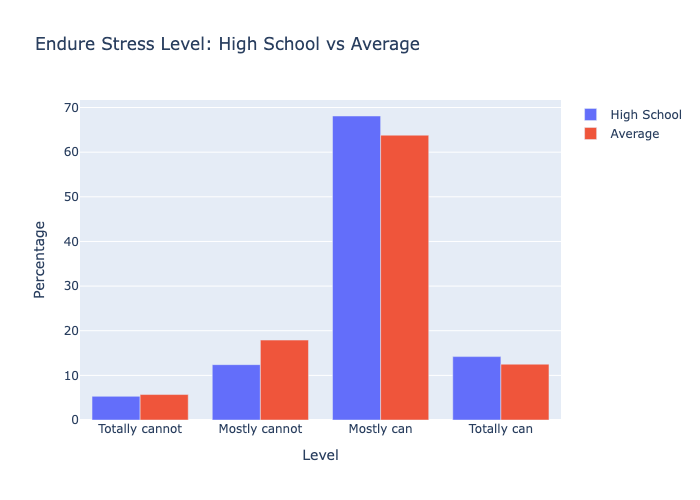 Endure Stress Level: High School vs Average
High School
Average
Percentage
70
60
50
40
30
20
10
0
Totally cannot
Mostly cannot
Mostly can
Totally can
Level